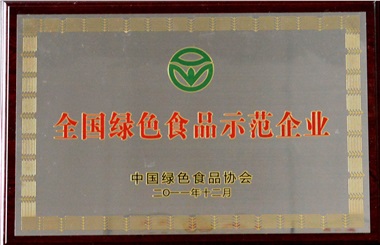 全国绿色食品示范企业
中国绿色食品协会
二〇一一年十二月